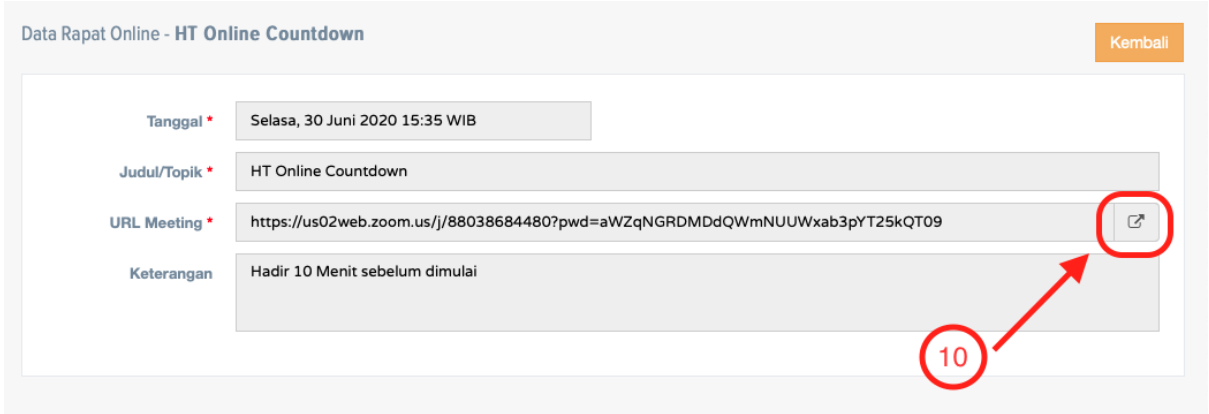 Data Rapat Online - HT Online Countdown
Kembali
Tanggal * Selasa, 30 Juni 2020 15:35 WIB
Judul/Topik * HT Online Countdown
URL Meeting * https://us02web.zoom.us/j/88038684480?pwd=aWZqNGRDMDdQWmNUUWxab3pYT25kQT09
Keterangan Hadir 10 Menit sebelum dimulai
10